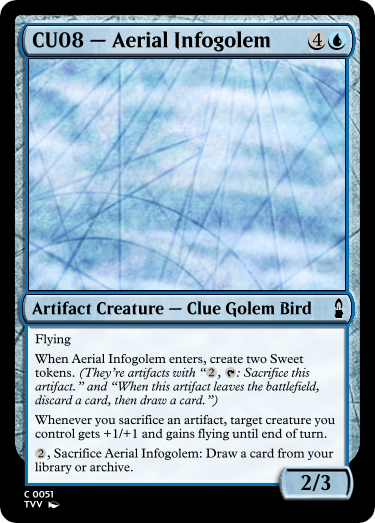 CU08 — Aerial Infogolem 4
Artifact Creature — Clue Golem Bird
Flying
When Aerial Infogolem enters, create two Sweet
tokens. (They're artifacts with “2, : Sacrifice this
artifact.” and “When this artifact leaves the battlefield,
discard a card, then draw a card.”)
Whenever you sacrifice an artifact, target creature you
control gets +1/+1 and gains flying until end of turn.
2, Sacrifice Aerial Infogolem: Draw a card from your
library or archive.
2/3
C 0051
TVV